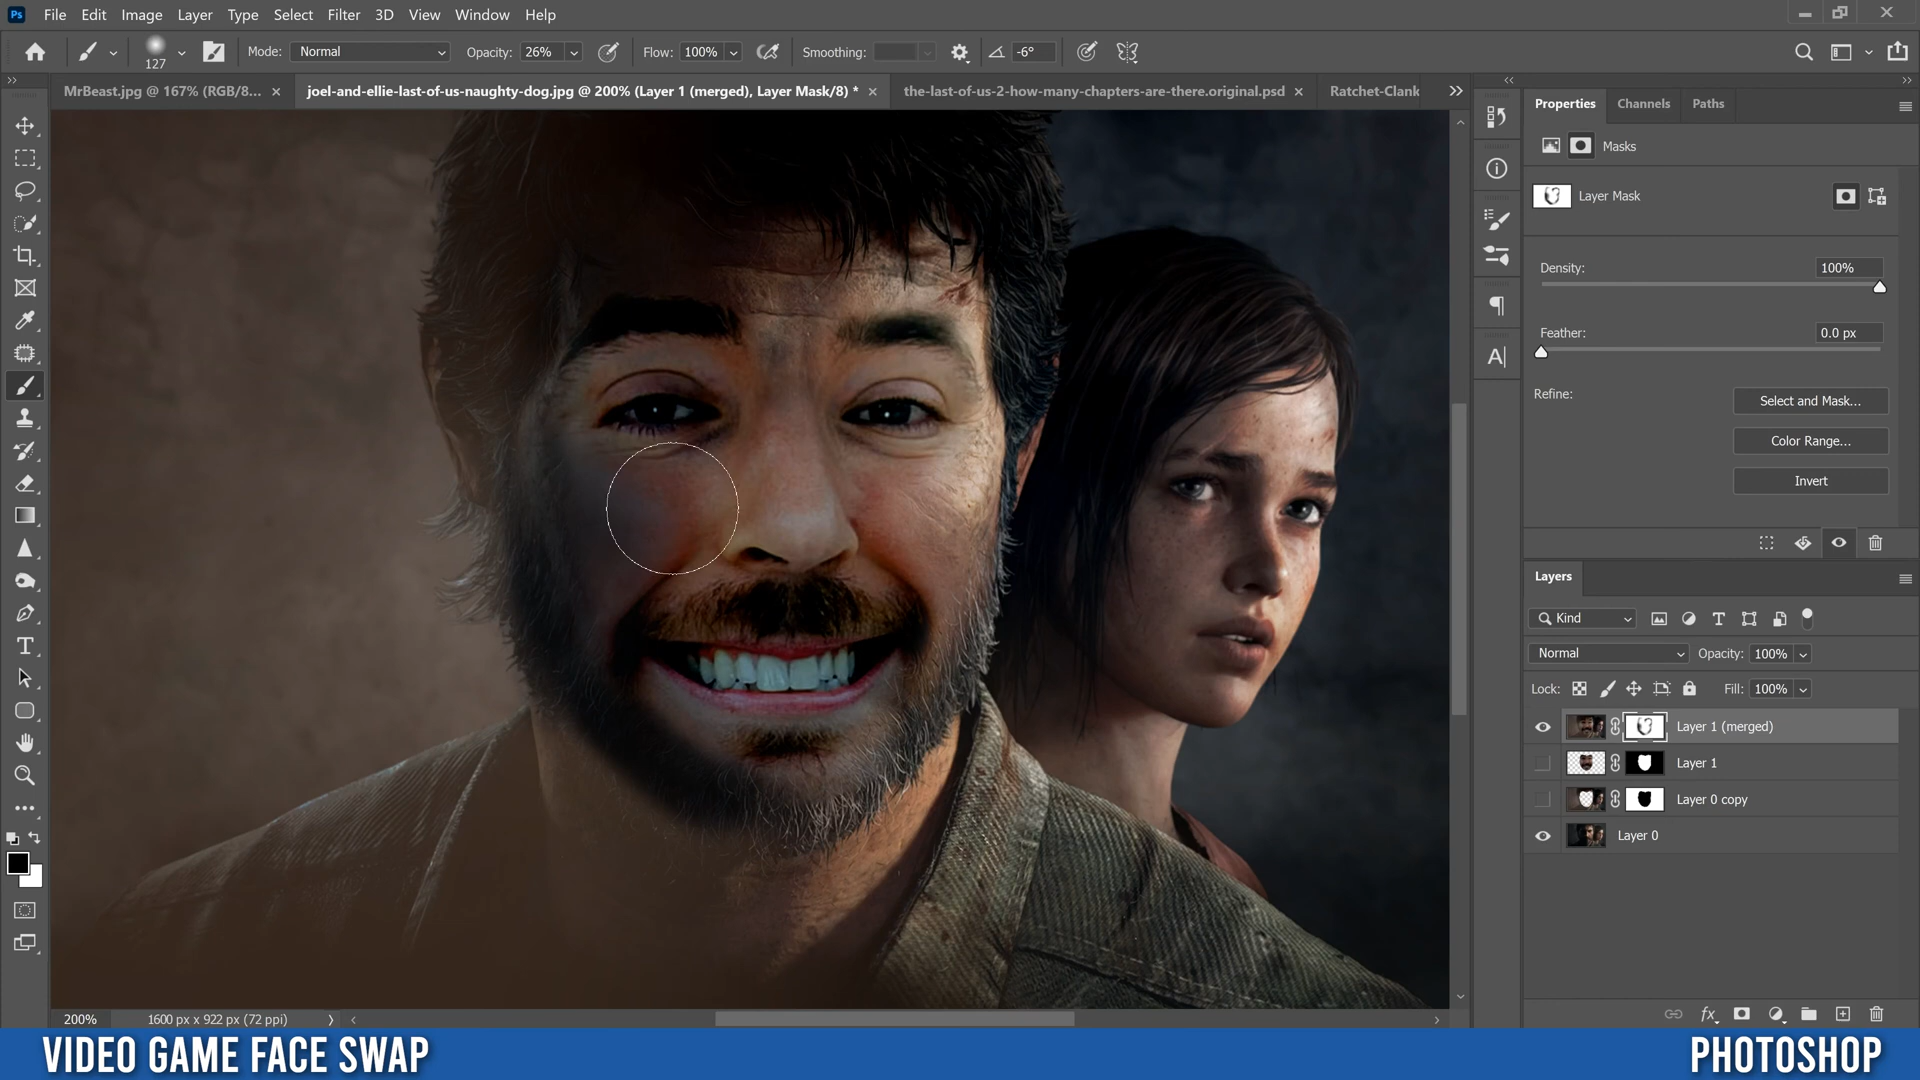 Ps File Edit Image Layer Type Select Filter 3D View Window Help
127 Mode: Normal Opacity: 26% Flow: 100% Smoothing: -6°
MrBeast.jpg @ 167% (RGB/8... × joel-and-ellie-last-of-us-naughty-dog.jpg @ 200% (Layer 1 (merged), Layer Mask/8) * × the-last-of-us-2-how-many-chapters-are-there.original.psd × Ratchet-Clank
Properties Channels Paths
Masks
Layer Mask
Density: 100%
Feather: 0.0 px
Refine: Select and Mask...
Color Range...
Invert
Layers
Kind
Normal Opacity: 100%
Lock: Fill: 100%
Layer 1 (merged)
Layer 1
Layer 0 copy
Layer 0
200% 1600 px x 922 px (72 ppi)
VIDEO GAME FACE SWAP PHOTOSHOP